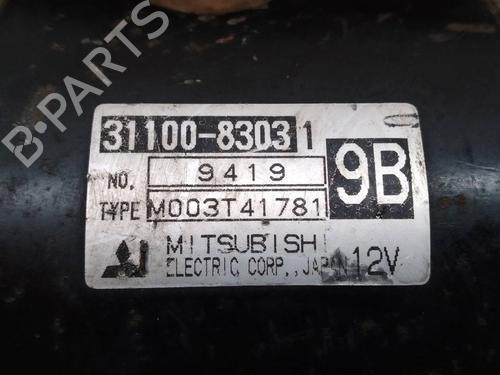 B-PARTS
31100-83031
NO. 9419
9B
TYPE M003T41781
MITSUBISHI
ELECTRIC CORP., JAPAN 12V